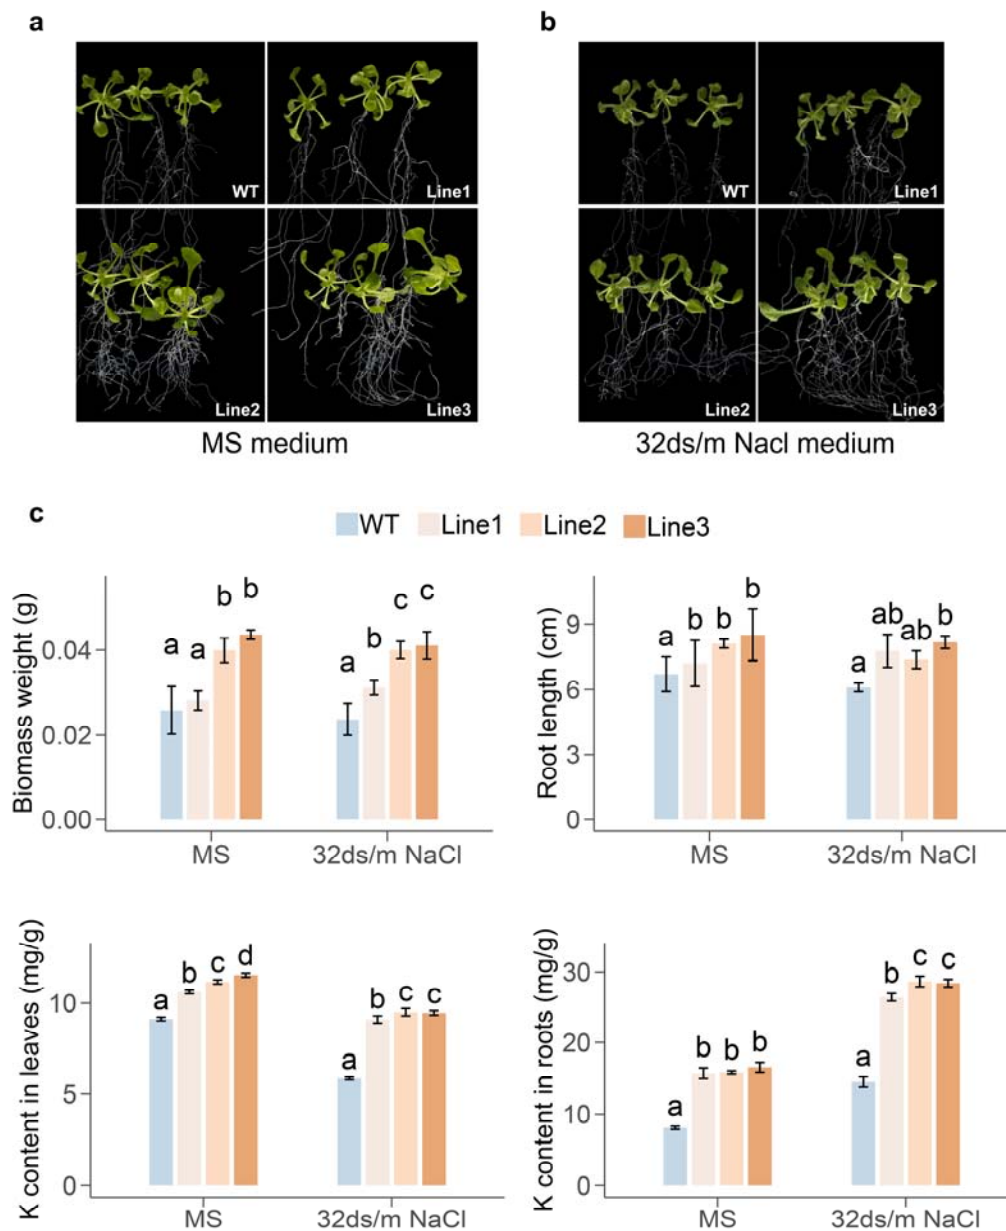 a
b
WT
Line1
Line2
Line3
MS medium
WT
Line1
Line2
Line3
32ds/m Nacl medium
c
WT Line1 Line2 Line3
Biomass weight (g)
0.04
0.02
0.00
a a b b
a b c c
MS 32ds/m NaCl
Root length (cm)
9
6
3
0
a b b b
a ab ab b
MS 32ds/m NaCl
K content in leaves (mg/g)
10
5
0
a b c d
a b c c
MS 32ds/m NaCl
K content in roots (mg/g)
30
20
10
0
a b b b
a b c c
MS 32ds/m NaCl